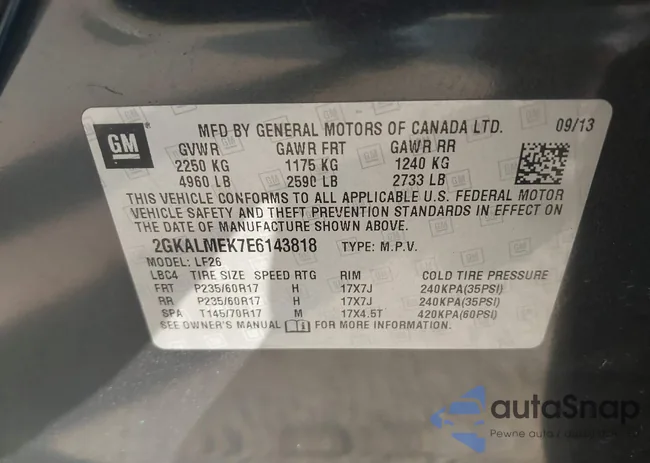 GM
MFD BY GENERAL MOTORS OF CANADA LTD. 09/13
GVWR GAWR FRT GAWR RR
2250 KG 1175 KG 1240 KG
4960 LB 2590 LB 2733 LB
THIS VEHICLE CONFORMS TO ALL APPLICABLE U.S. FEDERAL MOTOR
VEHICLE SAFETY AND THEFT PREVENTION STANDARDS IN EFFECT ON
THE DATE OF MANUFACTURE SHOWN ABOVE.
2GKALMEK7E6143818 TYPE: M.P.V.
MODEL: LF26
LBC4 TIRE SIZE SPEED RTG RIM COLD TIRE PRESSURE
FRT P235/60R17 H 17X7J 240KPA(35PSI)
RR P235/60R17 H 17X7J 240KPA(35PSI)
SPA T145/70R17 M 17X4.5T 420KPA(60PSI)
SEE OWNER'S MANUAL FOR MORE INFORMATION.
autoSnap
Pewne auto i uśmiech